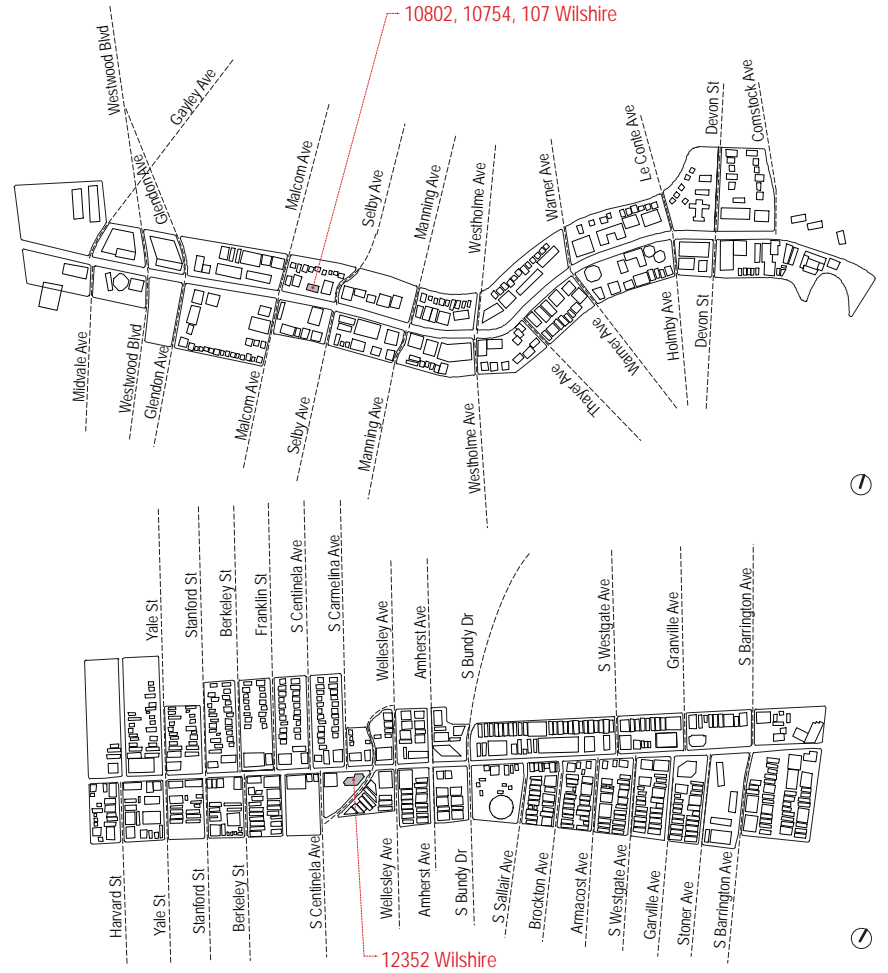 10802, 10754, 107 Wilshire
Westwood Blvd
Gayley Ave
Glendon Ave
Malcom Ave
Selby Ave
Manning Ave
Westholme Ave
Warner Ave
Le Conte Ave
Devon St
Comstock Ave
Midvale Ave
Westwood Blvd
Glendon Ave
Malcom Ave
Selby Ave
Manning Ave
Westholme Ave
Thayer Ave
Warner Ave
Holmby Ave
Devon St
Yale St
Stanford St
Berkeley St
Franklin St
S Centinela Ave
S Carmelina Ave
Wellesley Ave
Amherst Ave
S Bundy Dr
S Westgate Ave
Granville Ave
S Barrington Ave
Harvard St
Yale St
Stanford St
Berkeley St
S Centinela Ave
Wellesley Ave
Amherst Ave
S Bundy Dr
S Sallair Ave
Brockton Ave
Armacost Ave
S Westgate Ave
Garville Ave
Stoner Ave
S Barrington Ave
12352 Wilshire